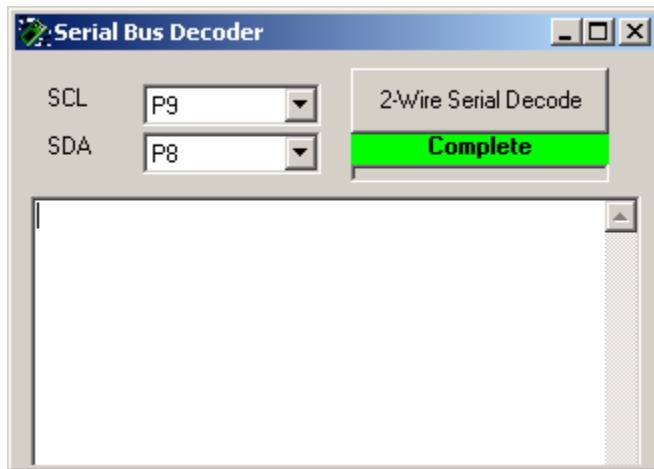 Serial Bus Decoder
SCL P9 2-Wire Serial Decode
SDA P8 Complete